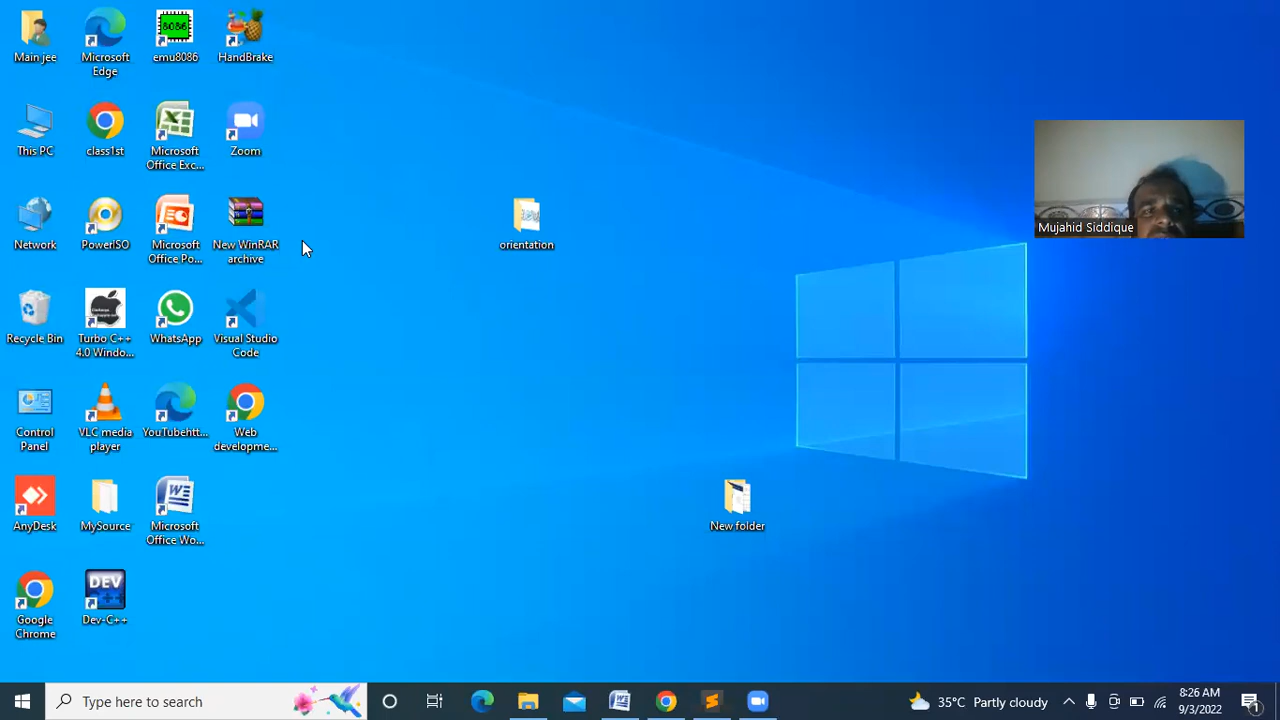 Main jee
Microsoft
Edge
8086
emu8086
HandBrake
This PC
class1st
Microsoft
Office Exc...
Zoom
Network
PowerISO
Microsoft
Office Po...
New WinRAR
archive
orientation
Mujahid Siddique
Recycle Bin
Turbo C++
4.0 Windo...
WhatsApp
Visual Studio
Code
Control
Panel
VLC media
player
YouTubehtt...
Web
developme...
AnyDesk
MySource
Microsoft
Office Wo...
New folder
Google
Chrome
DEV
Dev-C++
Type here to search
35°C Partly cloudy
8:26 AM
9/3/2022
1